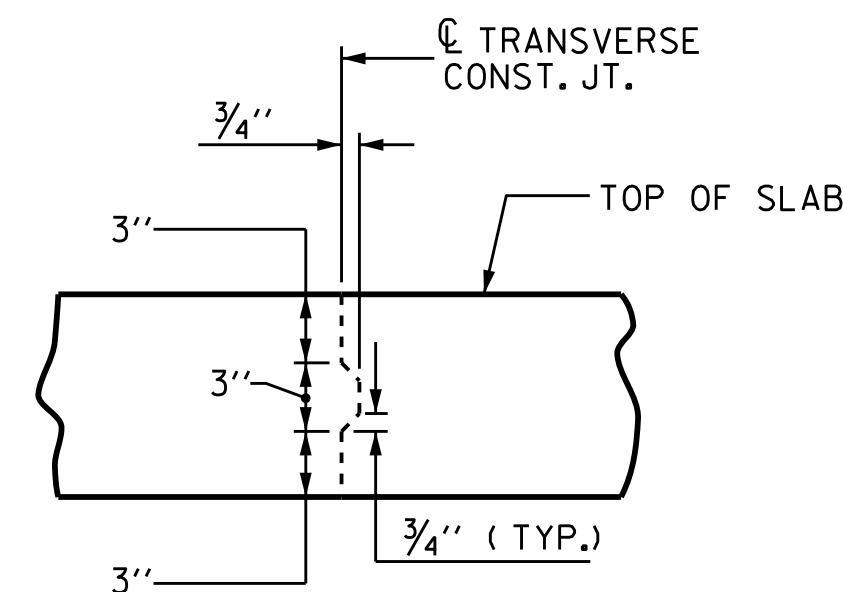 ℄ TRANSVERSE
CONST. JT.
3/4''
TOP OF SLAB
3''
3''
3/4'' (TYP.)
3''